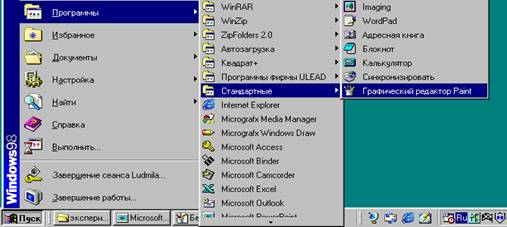 Программы
Избранное
Документы
Настройка
Найти
Справка
Выполнить...
Завершение сеанса Ludmila...
Завершение работы...
Windows98
WinRAR
WinZip
ZipFolders 2.0
Автозагрузка
Квадрат+
Программы фирмы ULEAD
Стандартные
Internet Explorer
Micrografx Media Manager
Micrografx Windows Draw
Microsoft Access
Microsoft Binder
Microsoft Camcorder
Microsoft Excel
Microsoft Outlook
Microsoft PowerPoint
Imaging
WordPad
Адресная книга
Блокнот
Калькулятор
Синхронизировать
Графический редактор Paint
Пуск
экспери...
Microsoft...
Ru